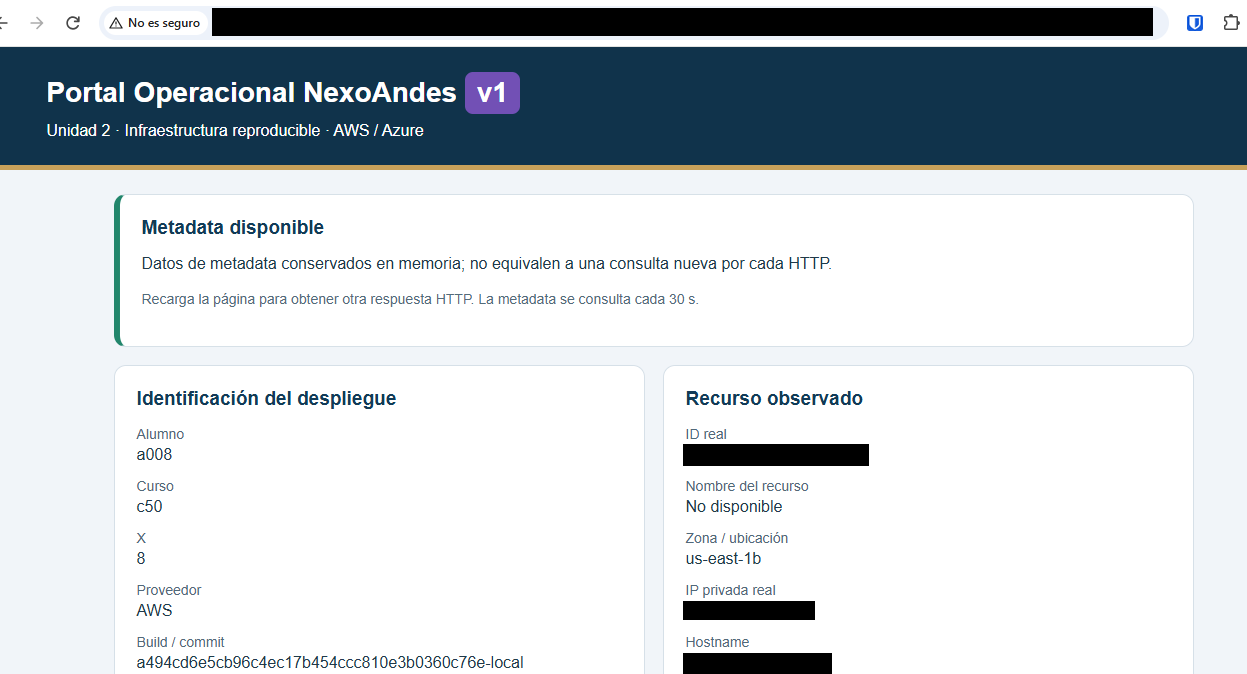 No es seguro
Portal Operacional NexoAndes v1
Unidad 2 · Infraestructura reproducible · AWS / Azure
Metadata disponible
Datos de metadata conservados en memoria; no equivalen a una consulta nueva por cada HTTP.
Recarga la página para obtener otra respuesta HTTP. La metadata se consulta cada 30 s.
Identificación del despliegue
Alumno
a008
Curso
c50
X
8
Proveedor
AWS
Build / commit
a494cd6e5cb96c4ec17b454ccc810e3b0360c76e-local
Recurso observado
ID real
Nombre del recurso
No disponible
Zona / ubicación
us-east-1b
IP privada real
Hostname